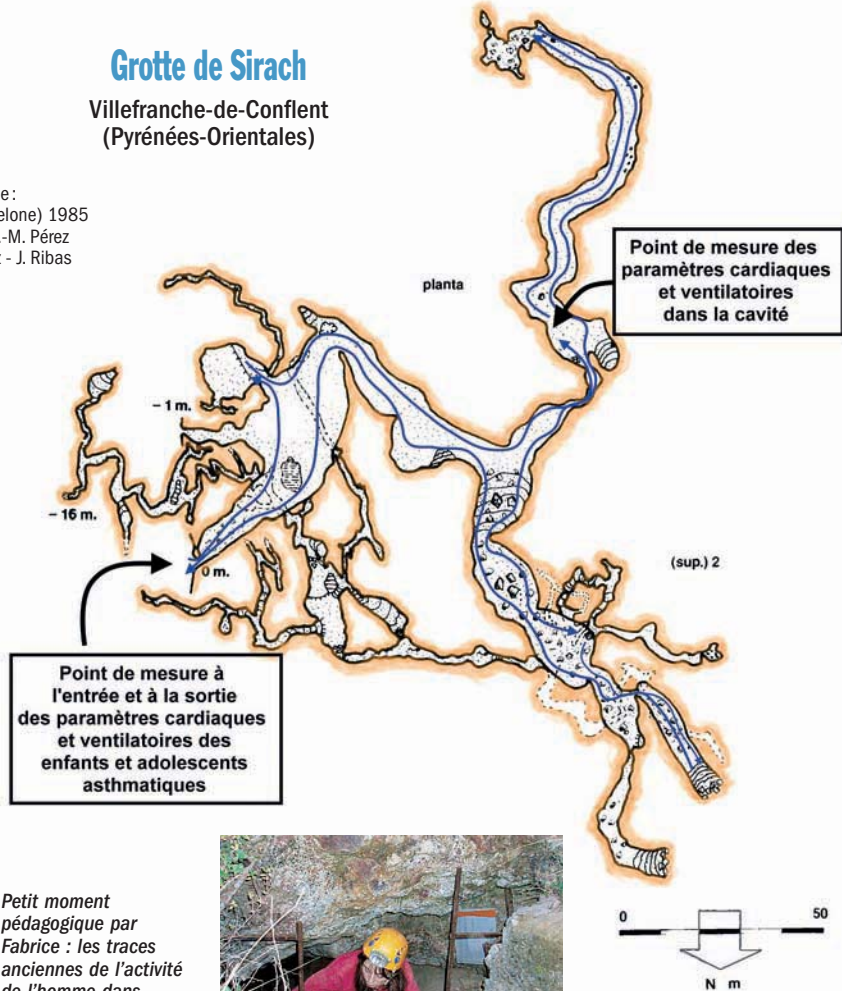 Grotte de Sirach
Villefranche-de-Conflent
(Pyrénées-Orientales)
1985
Pérez
- J. Ribas
planta
Point de mesure des
paramètres cardiaques
et ventilatoires
dans la cavité
– 1 m.
– 16 m.
0 m.
(sup.) 2
Point de mesure à
l'entrée et à la sortie
des paramètres cardiaques
et ventilatoires des
enfants et adolescents
asthmatiques
Petit moment
pédagogique par
Fabrice : les traces
anciennes de l'activité
de l'homme dans
0 50
N m